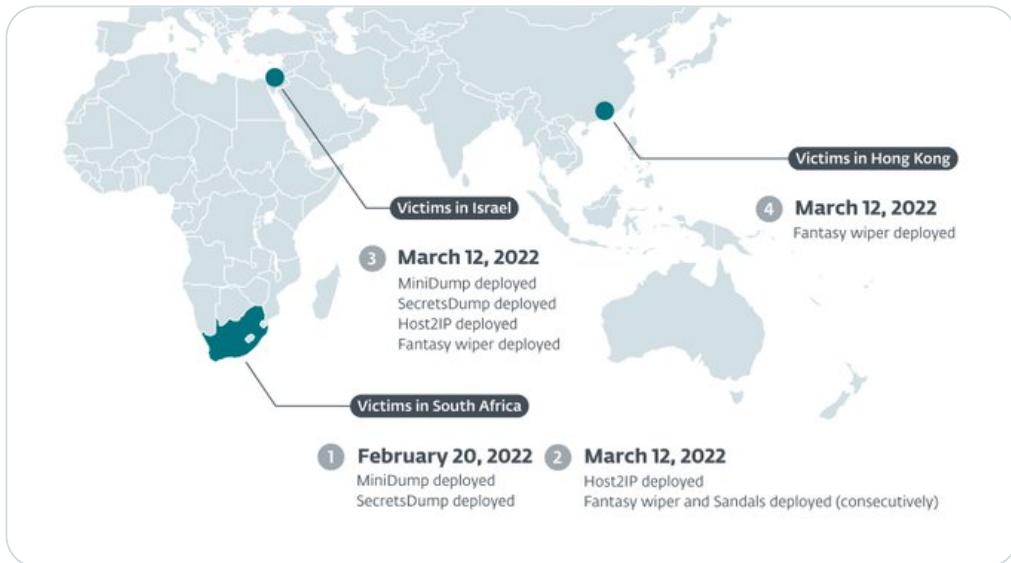 Victims in Hong Kong
4 March 12, 2022
Fantasy wiper deployed
Victims in Israel
3 March 12, 2022
MiniDump deployed
SecretsDump deployed
Host2IP deployed
Fantasy wiper deployed
Victims in South Africa
1 February 20, 2022
MiniDump deployed
SecretsDump deployed
2 March 12, 2022
Host2IP deployed
Fantasy wiper and Sandals deployed (consecutively)